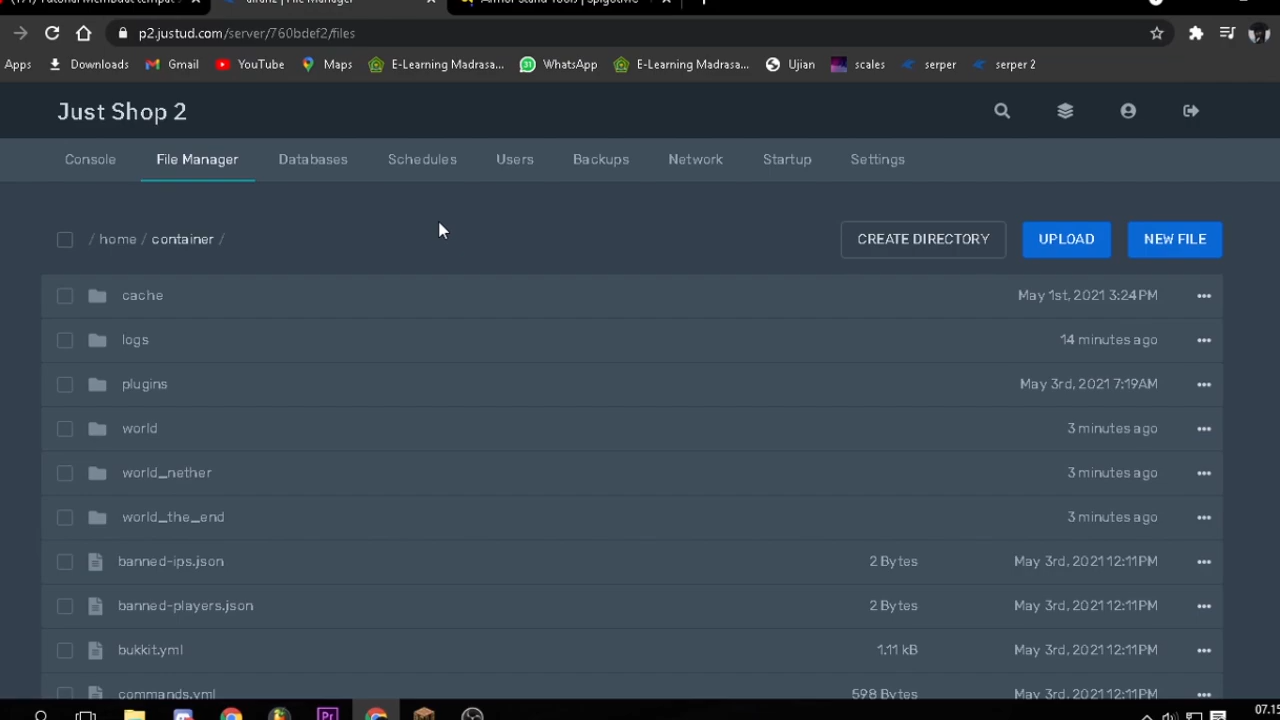 p2.justud.com/server/760bdef2/files
Apps Downloads Gmail YouTube Maps E-Learning Madrasa... WhatsApp E-Learning Madrasa... Ujian scales serper serper 2
Just Shop 2
Console File Manager Databases Schedules Users Backups Network Startup Settings
/ home / container / CREATE DIRECTORY UPLOAD NEW FILE
cache May 1st, 2021 3:24PM
logs 14 minutes ago
plugins May 3rd, 2021 7:19AM
world 3 minutes ago
world_nether 3 minutes ago
world_the_end 3 minutes ago
banned-ips.json 2 Bytes May 3rd, 2021 12:11PM
banned-players.json 2 Bytes May 3rd, 2021 12:11PM
bukkit.yml 1.11 kB May 3rd, 2021 12:11PM
commands.yml 598 Bytes May 3rd, 2021 12:11PM
Pr 07.15